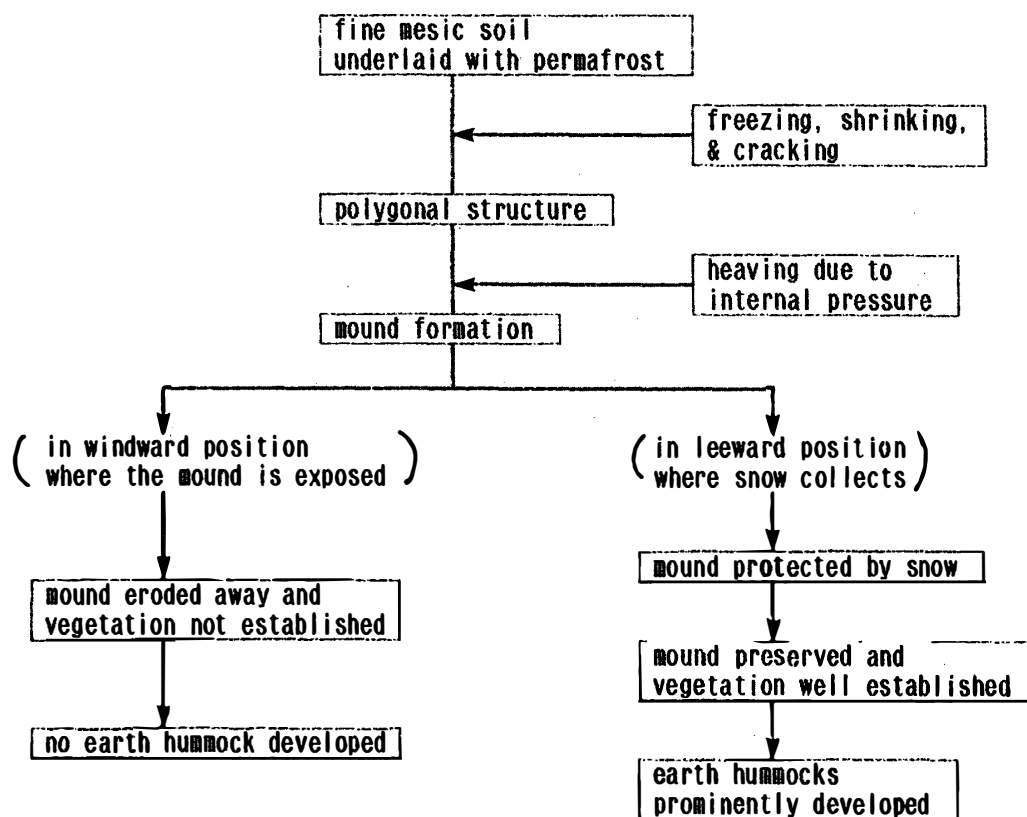 fine mesic soil
underlaid with permafrost
freezing, shrinking,
& cracking
polygonal structure
heaving due to
internal pressure
mound formation
(in windward position
where the mound is exposed)
(in leeward position
where snow collects)
mound protected by snow
mound eroded away and
vegetation not established
mound preserved and
vegetation well established
no earth hummock developed
earth hummocks
prominently developed